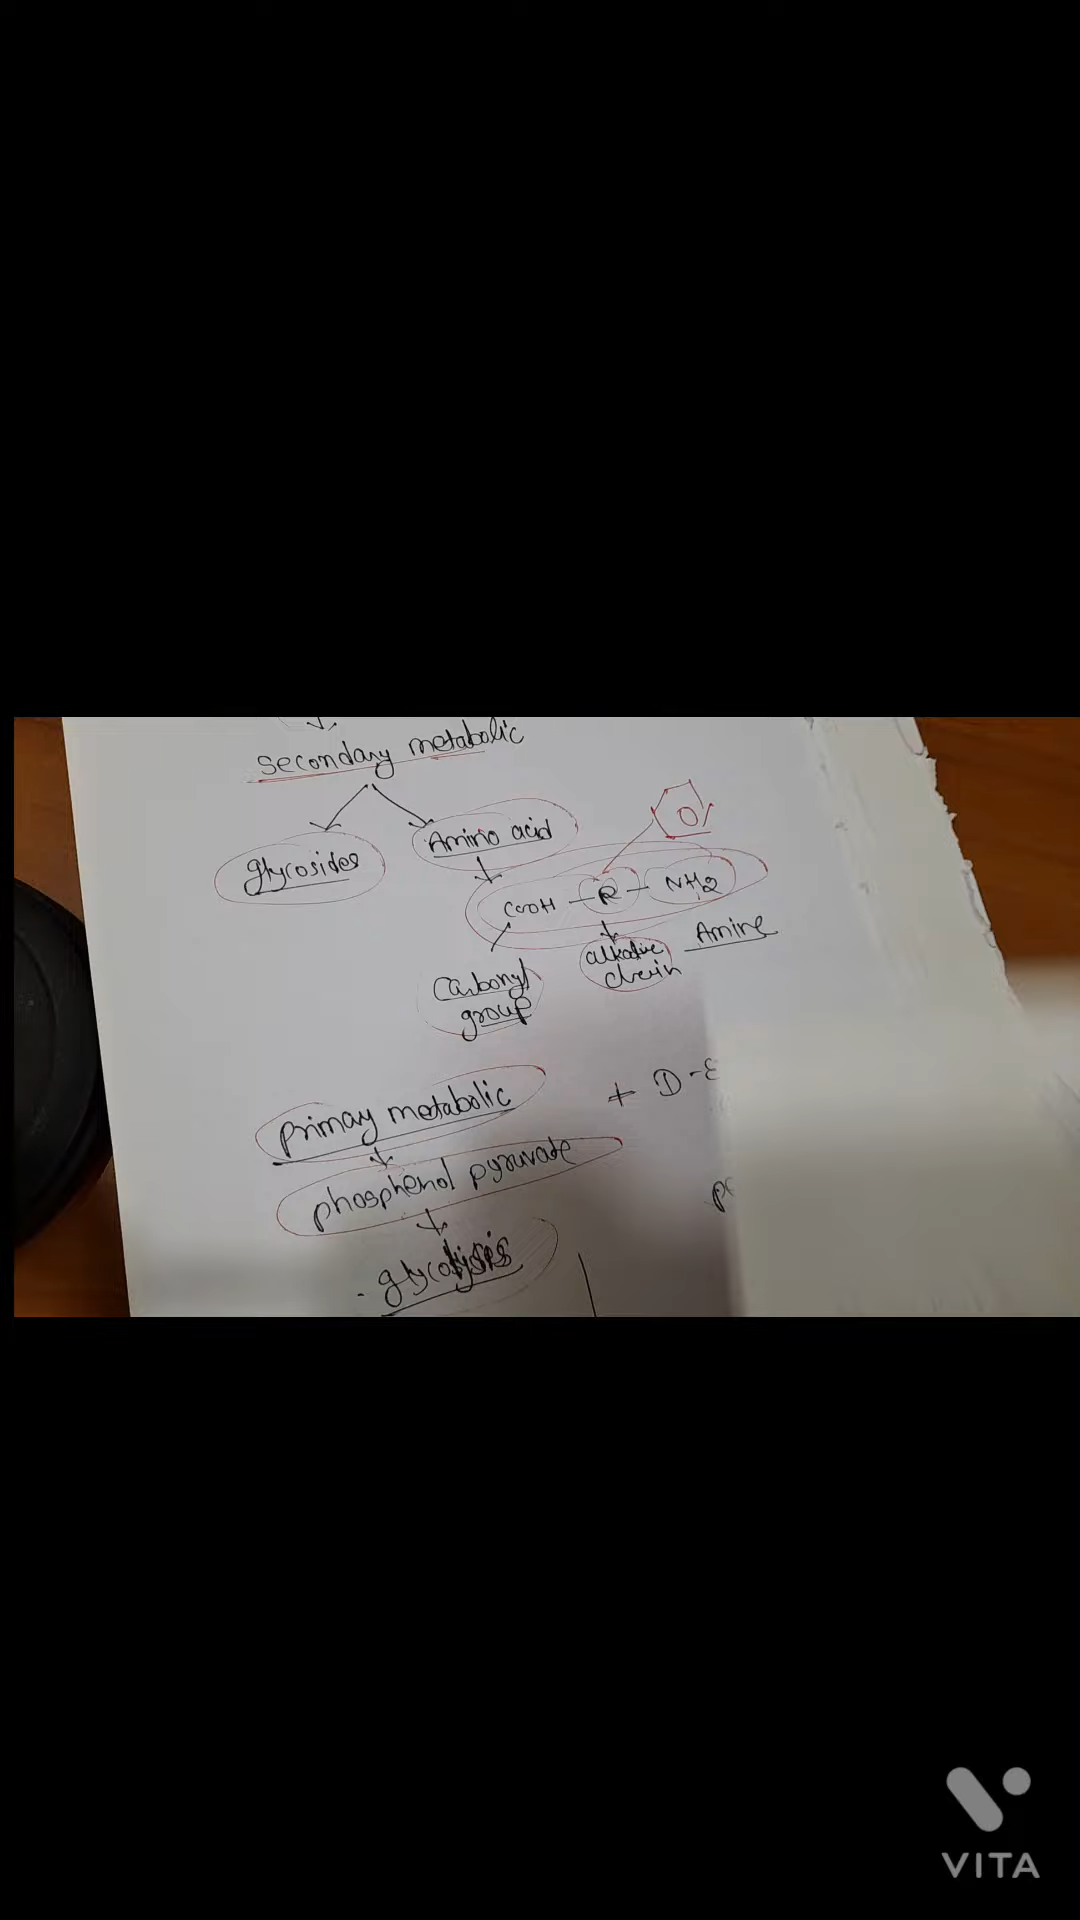 secondary metabolic
glycosides
Amino acid
COOH - R - NH2
Amine
alkaline
chain
Carbonyl
group
primary metabolic
+ D-E
phosphenol pyruvate
glycolysis
VITA